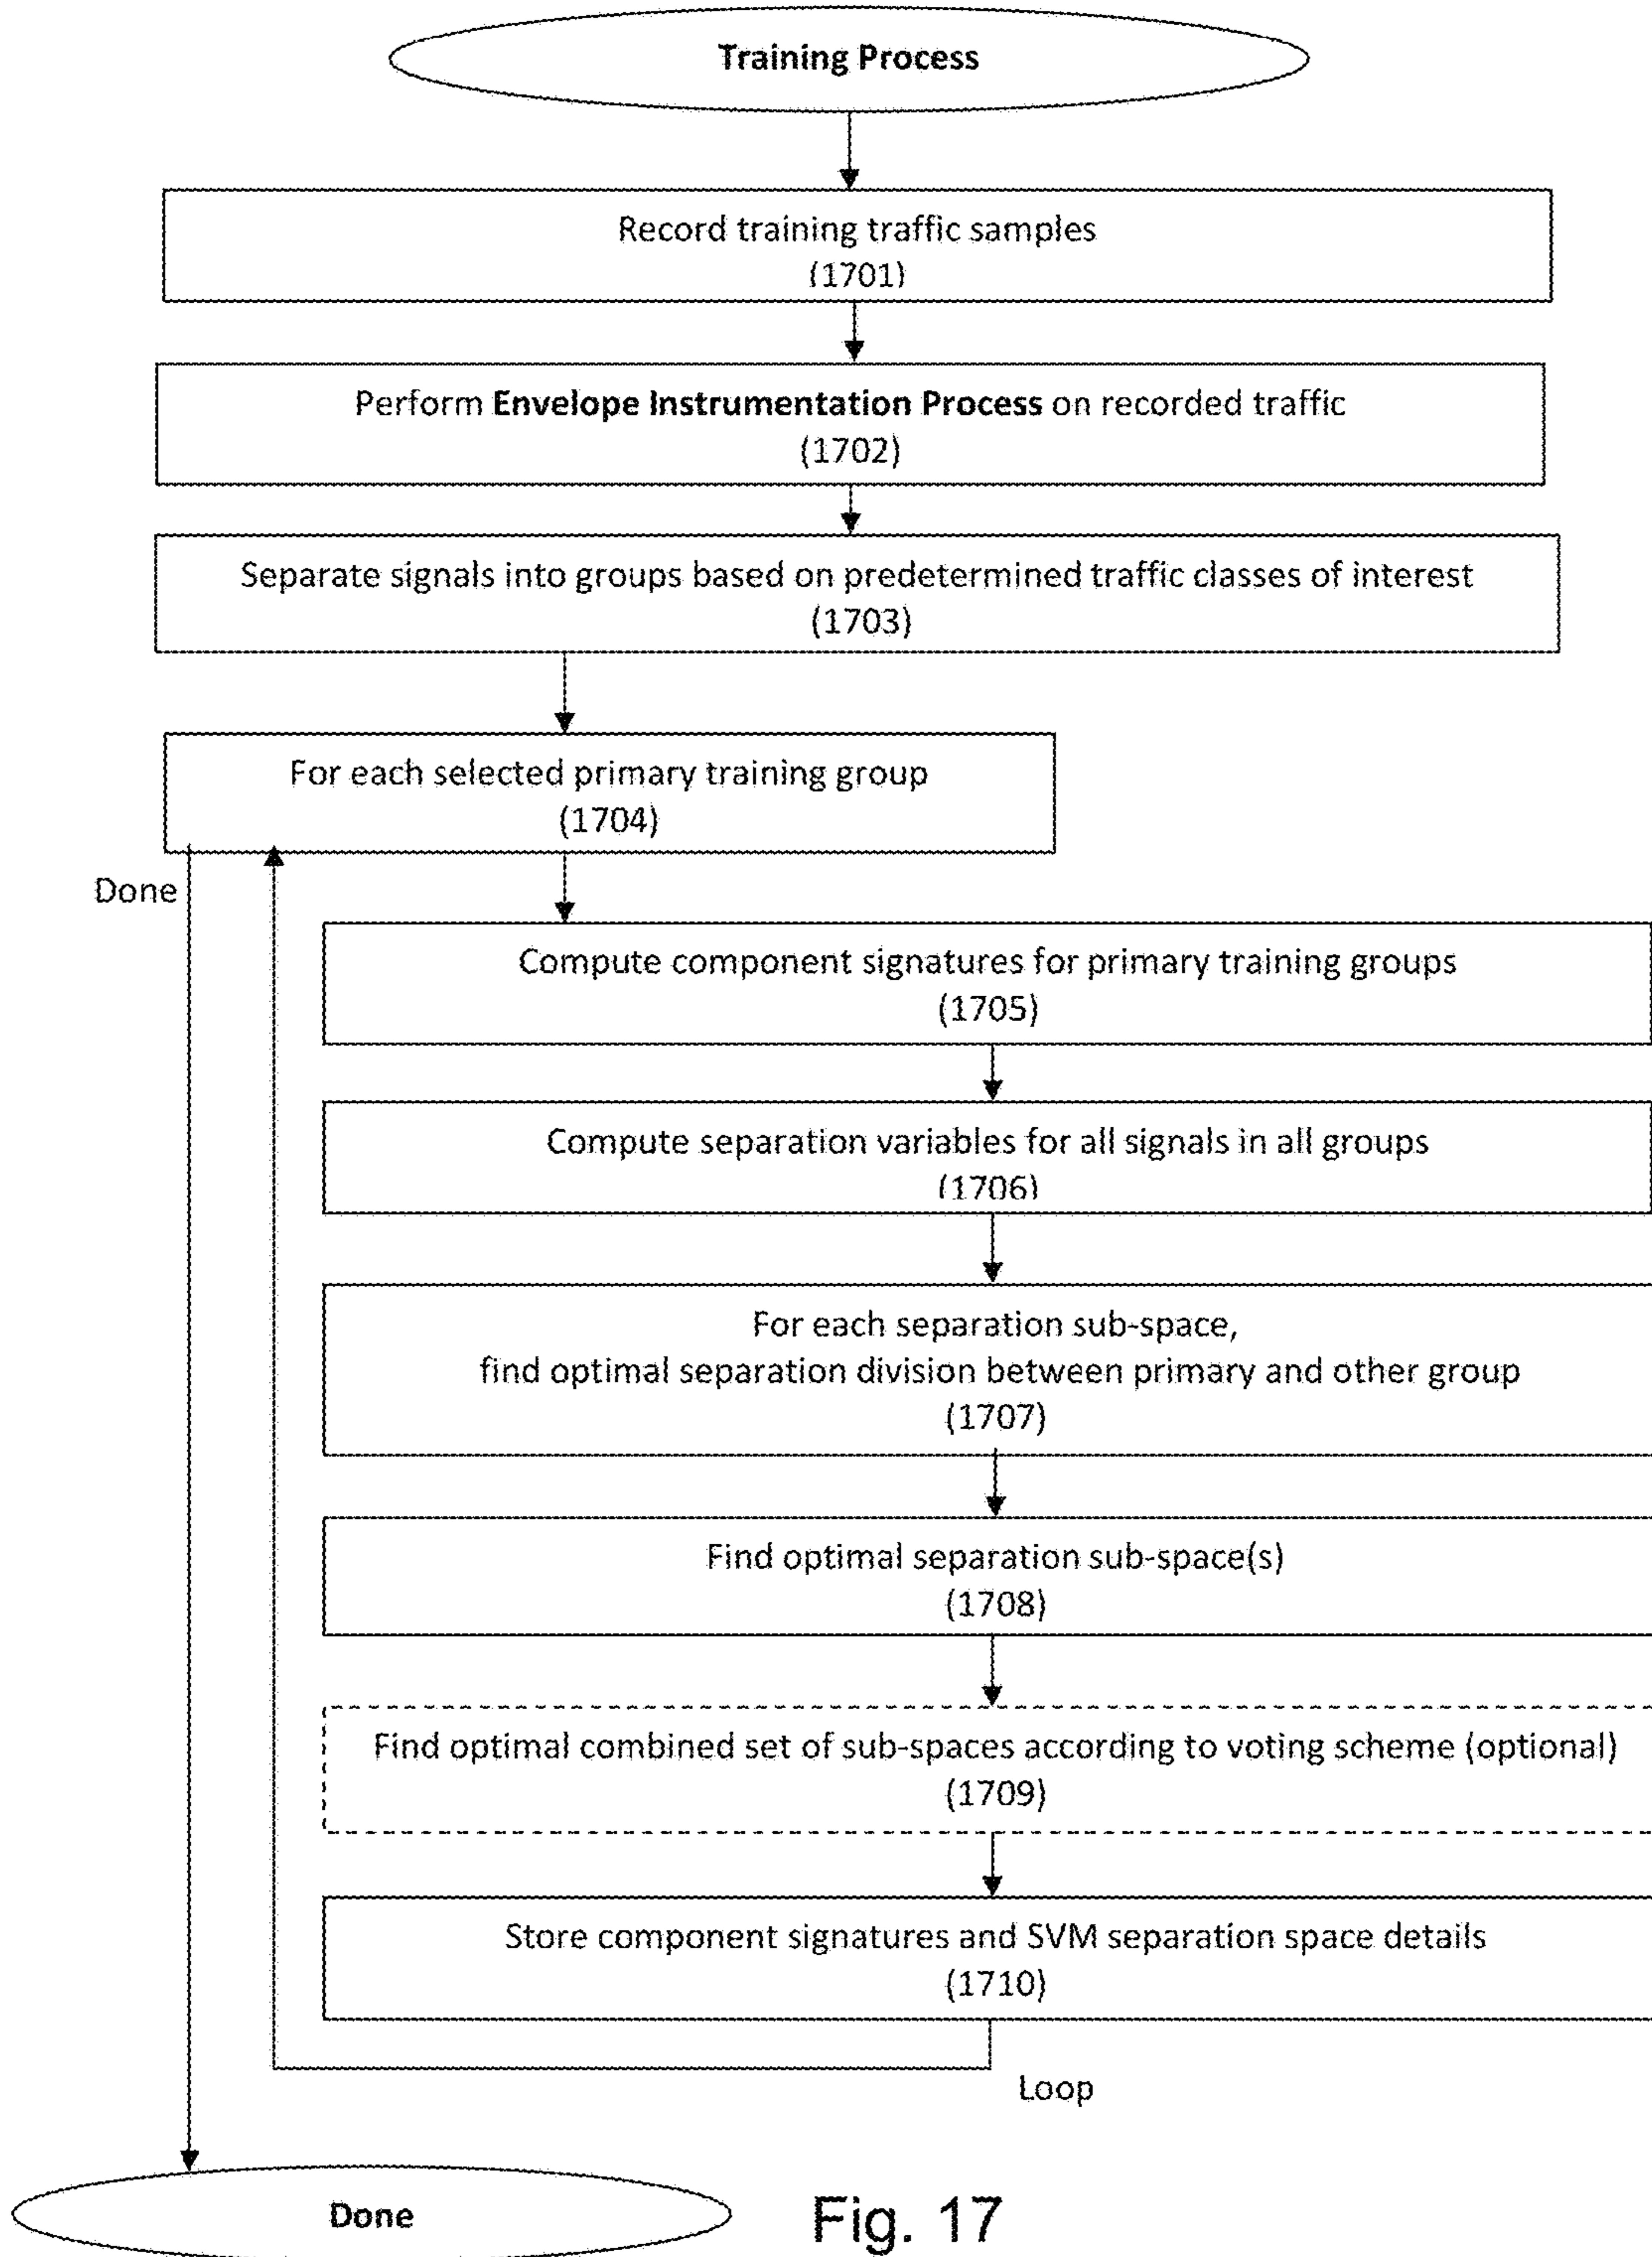 Training Process
Record training traffic samples
(1701)
Perform Envelope Instrumentation Process on recorded traffic
(1702)
Separate signals into groups based on predetermined traffic classes of interest
(1703)
For each selected primary training group
(1704)
Done
Compute component signatures for primary training groups
(1705)
Compute separation variables for all signals in all groups
(1706)
For each separation sub-space,
find optimal separation division between primary and other group
(1707)
Find optimal separation sub-space(s)
(1708)
Find optimal combined set of sub-spaces according to voting scheme (optional)
(1709)
Store component signatures and SVM separation space details
(1710)
Loop
Done
Fig. 17